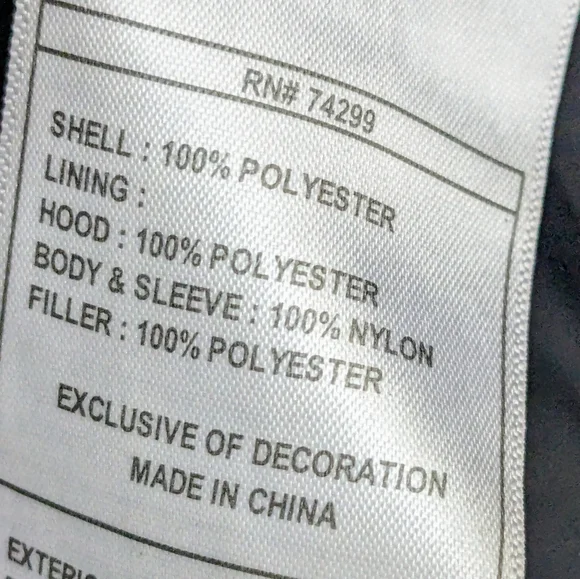 RN# 74299
SHELL : 100% POLYESTER
LINING :
HOOD : 100% POLYESTER
BODY & SLEEVE : 100% NYLON
FILLER : 100% POLYESTER
EXCLUSIVE OF DECORATION
MADE IN CHINA